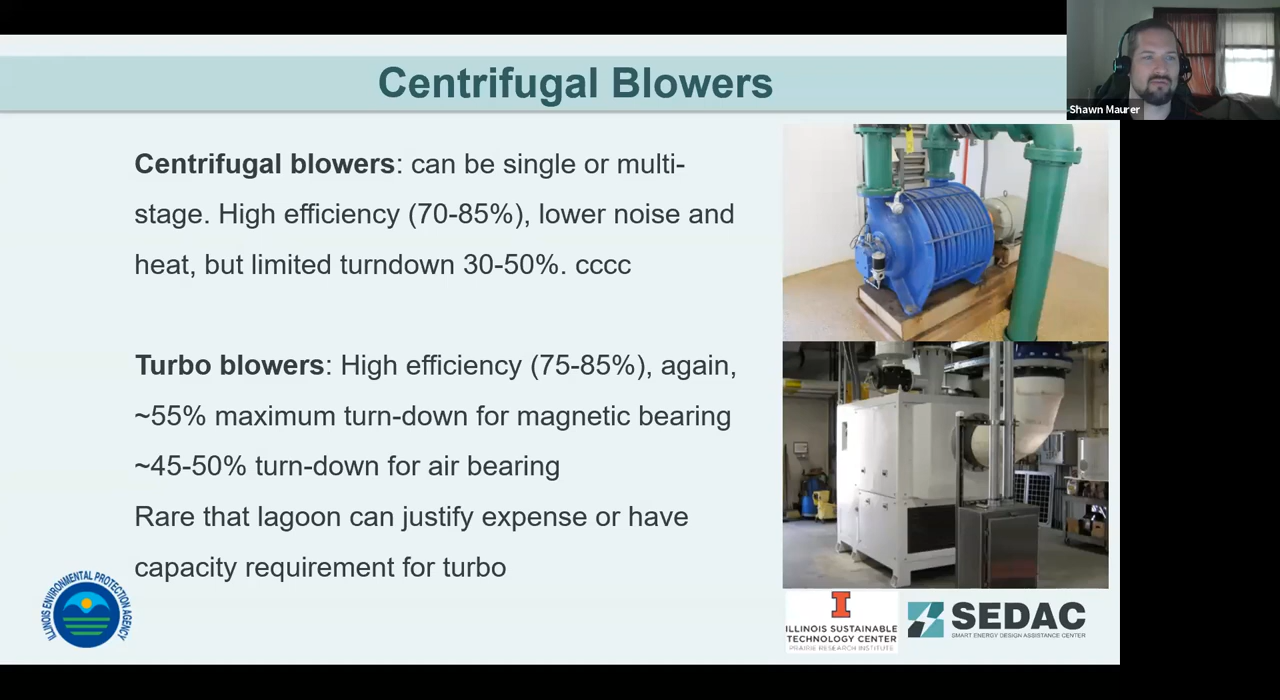 Centrifugal Blowers
Shawn Maurer
Centrifugal blowers: can be single or multi-
stage. High efficiency (70-85%), lower noise and
heat, but limited turndown 30-50%. cccc
Turbo blowers: High efficiency (75-85%), again,
~55% maximum turn-down for magnetic bearing
~45-50% turn-down for air bearing
Rare that lagoon can justify expense or have
capacity requirement for turbo
ILLINOIS ENVIRONMENTAL PROTECTION AGENCY
I
ILLINOIS SUSTAINABLE
TECHNOLOGY CENTER
PRAIRIE RESEARCH INSTITUTE
SEDAC
SMART ENERGY DESIGN ASSISTANCE CENTER